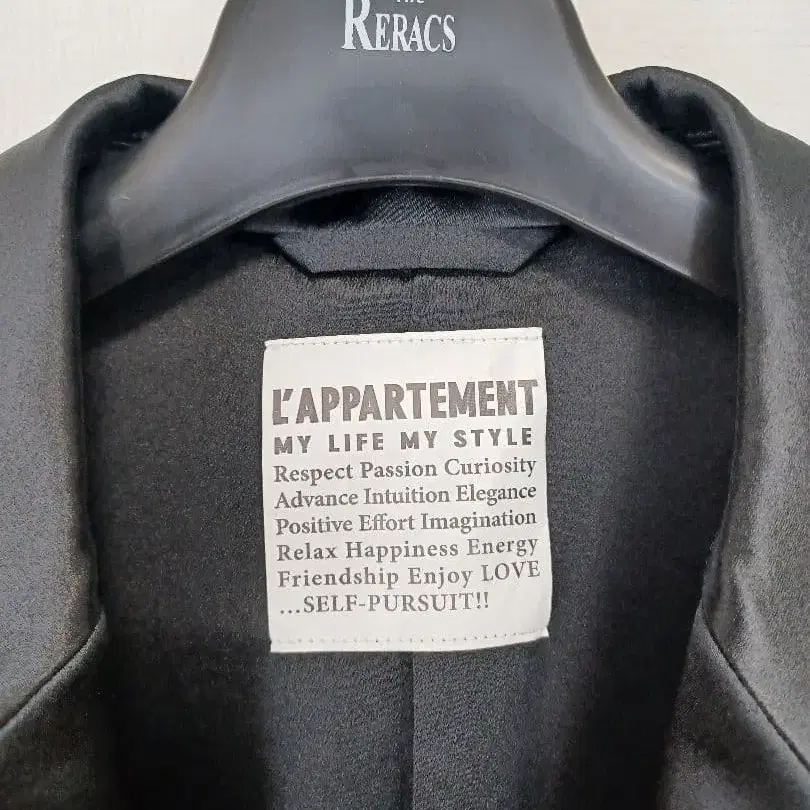 THE
RERACS
L'APPARTEMENT
MY LIFE MY STYLE
Respect Passion Curiosity
Advance Intuition Elegance
Positive Effort Imagination
Relax Happiness Energy
Friendship Enjoy LOVE
...SELF-PURSUIT!!